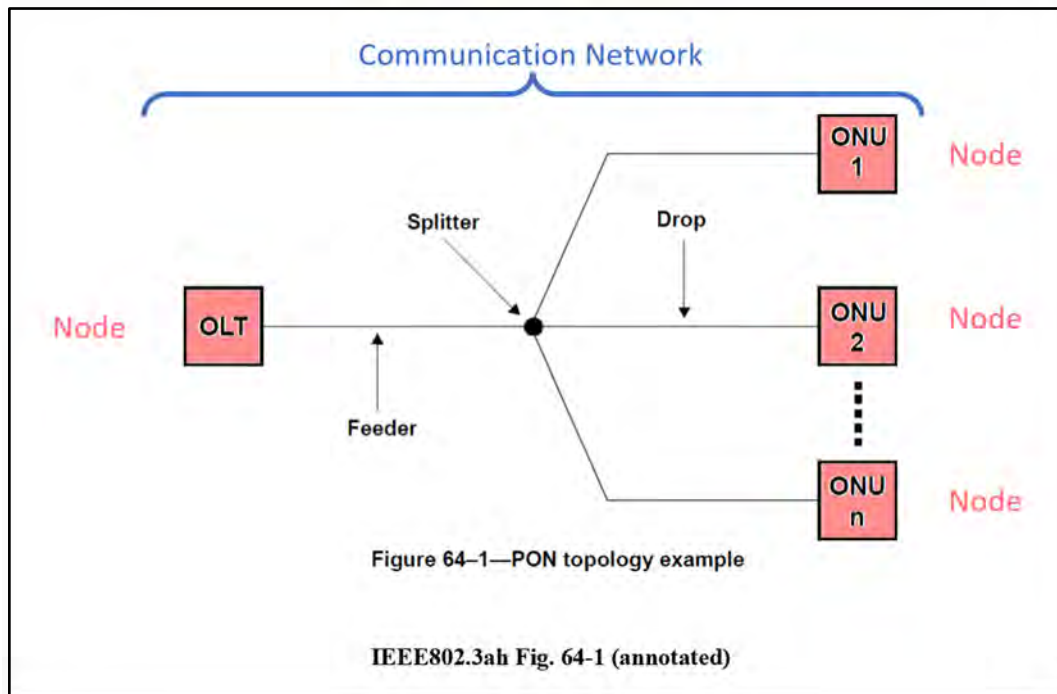 Communication Network
ONU
1
Node
Splitter
Drop
Node
OLT
ONU
2
Node
Feeder
ONU
n
Node
Figure 64–1—PON topology example
IEEE802.3ah Fig. 64-1 (annotated)